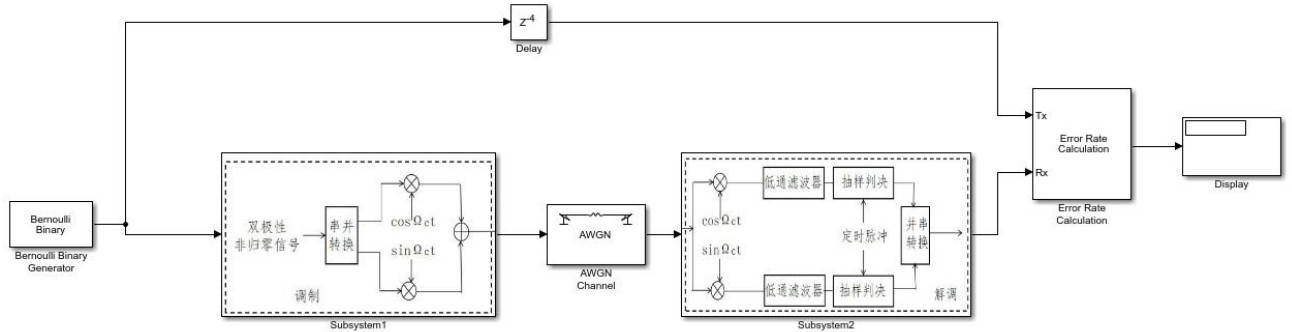 Z-4
Delay
Bernoulli
Binary
Bernoulli Binary
Generator
双极性
非归零信号
串并
转换
cosΩct
sinΩct
调制
Subsystem1
AWGN
AWGN
Channel
cosΩct
sinΩct
低通滤波器
抽样判决
定时脉冲
低通滤波器
抽样判决
并串
转换
解调
Subsystem2
Tx
Rx
Error Rate
Calculation
Error Rate
Calculation
Display